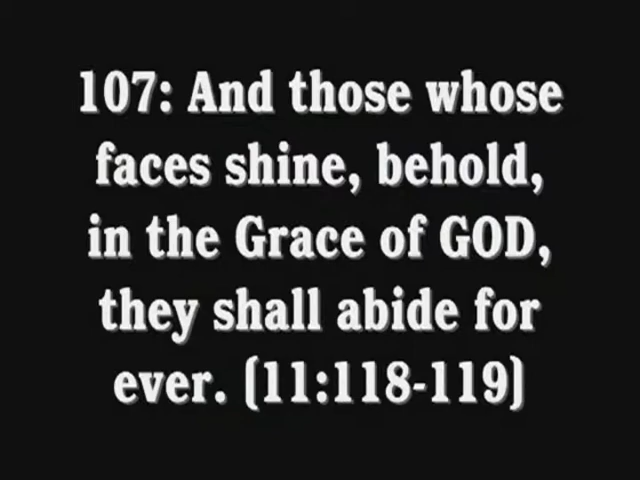 107: And those whose
faces shine, behold,
in the Grace of GOD,
they shall abide for
ever. (11:118-119)